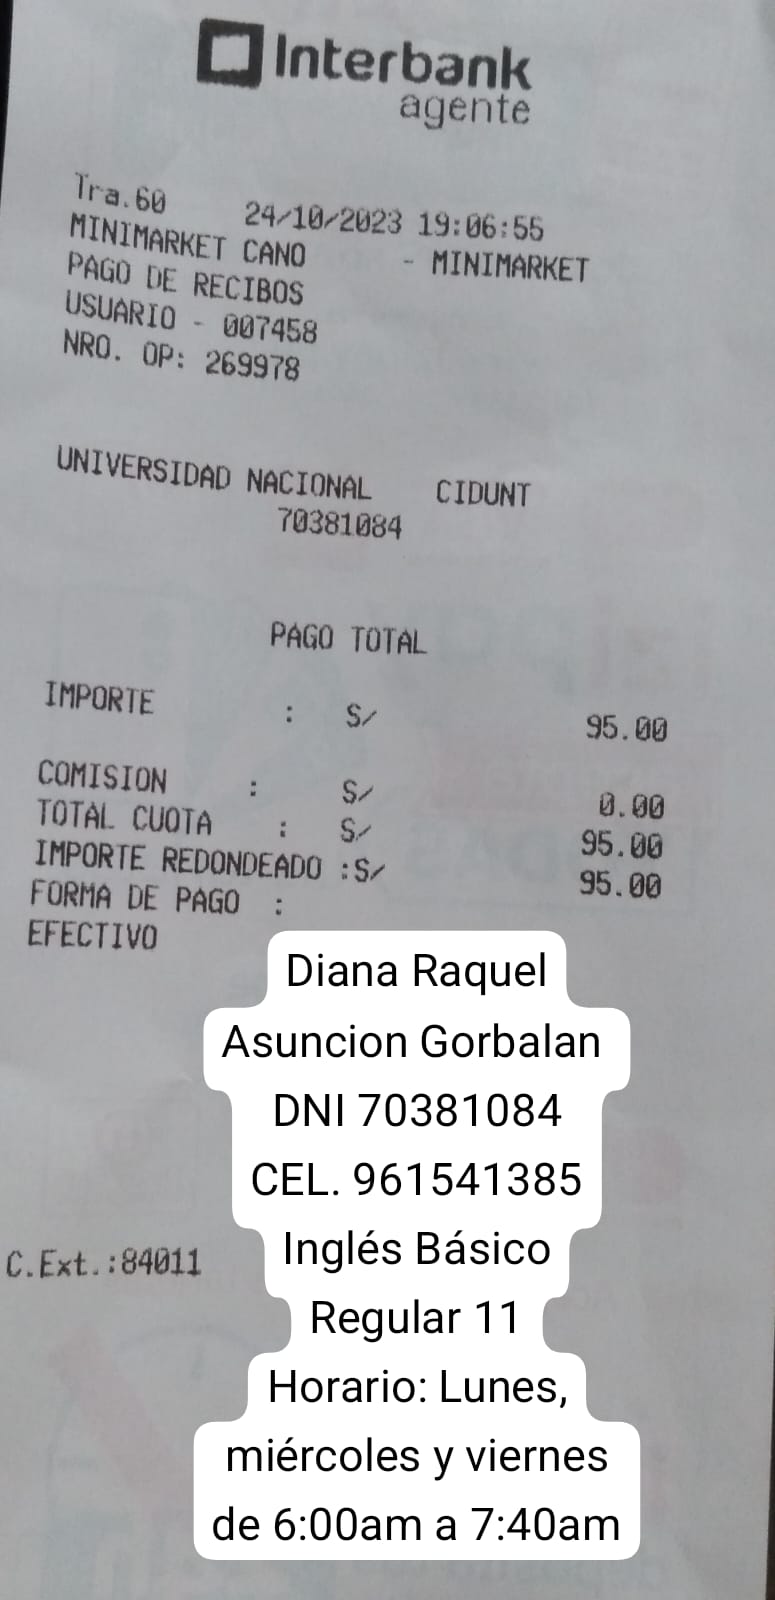 Interbank
agente
Tra.60 24/10/2023 19:06:55
MINIMARKET CANO - MINIMARKET
PAGO DE RECIBOS
USUARIO - 007458
NRO. OP: 269978
UNIVERSIDAD NACIONAL CIDUNT
70381084
PAGO TOTAL
IMPORTE : S/ 95.00
COMISION : S/ 0.00
TOTAL CUOTA : S/ 95.00
IMPORTE REDONDEADO :S/ 95.00
FORMA DE PAGO :
EFECTIVO
Diana Raquel
Asuncion Gorbalan
DNI 70381084
CEL. 961541385
C.Ext.:84011
Inglés Básico
Regular 11
Horario: Lunes,
miércoles y viernes
de 6:00am a 7:40am